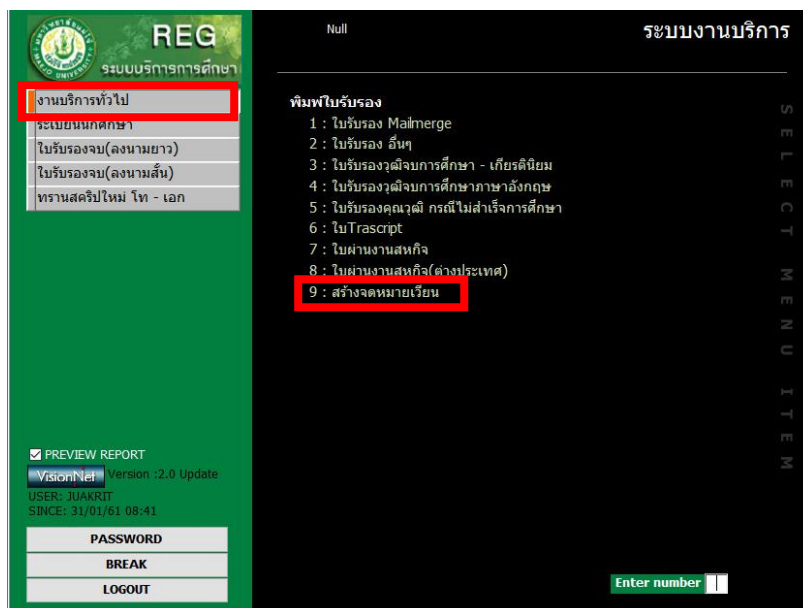 REG
ระบบบริการการศึกษา
Null
ระบบงานบริการ
งานบริการทั่วไป
ระเบียนนักศึกษา
ใบรับรองจบ(ลงนามยาว)
ใบรับรองจบ(ลงนามสั้น)
ทรานสคริปใหม่ โท - เอก
พิมพ์ใบรับรอง
1 : ใบรับรอง Mailmerge
2 : ใบรับรอง อื่นๆ
3 : ใบรับรองวุฒิจบการศึกษา - เกียรตินิยม
4 : ใบรับรองวุฒิจบการศึกษาภาษาอังกฤษ
5 : ใบรับรองคุณวุฒิ กรณีไม่สำเร็จการศึกษา
6 : ใบTrascript
7 : ใบผ่านงานสหกิจ
8 : ใบผ่านงานสหกิจ(ต่างประเทศ)
9 : สร้างจดหมายเวียน
SELECT MENU ITEM
PREVIEW REPORT
VisionNet Version :2.0 Update
USER: JUAKRIT
SINCE: 31/01/61 08:41
PASSWORD
BREAK
LOGOUT
Enter number